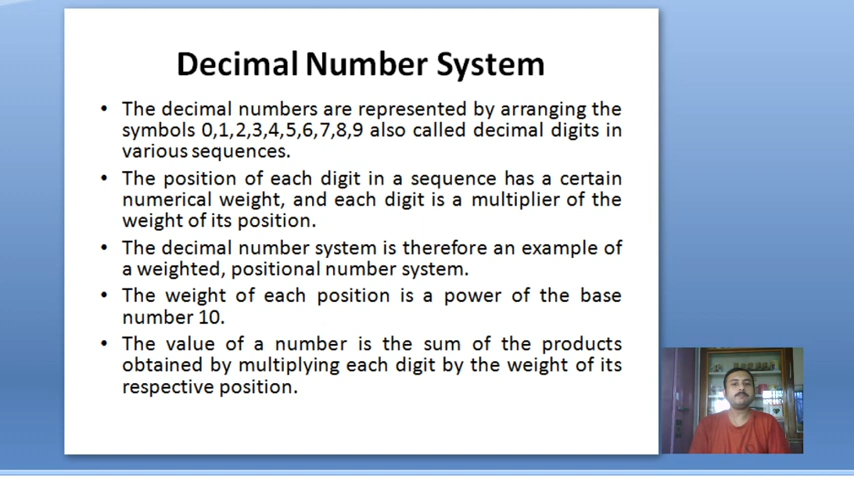 Decimal Number System
• The decimal numbers are represented by arranging the
symbols 0,1,2,3,4,5,6,7,8,9 also called decimal digits in
various sequences.
• The position of each digit in a sequence has a certain
numerical weight, and each digit is a multiplier of the
weight of its position.
• The decimal number system is therefore an example of
a weighted, positional number system.
• The weight of each position is a power of the base
number 10.
• The value of a number is the sum of the products
obtained by multiplying each digit by the weight of its
respective position.